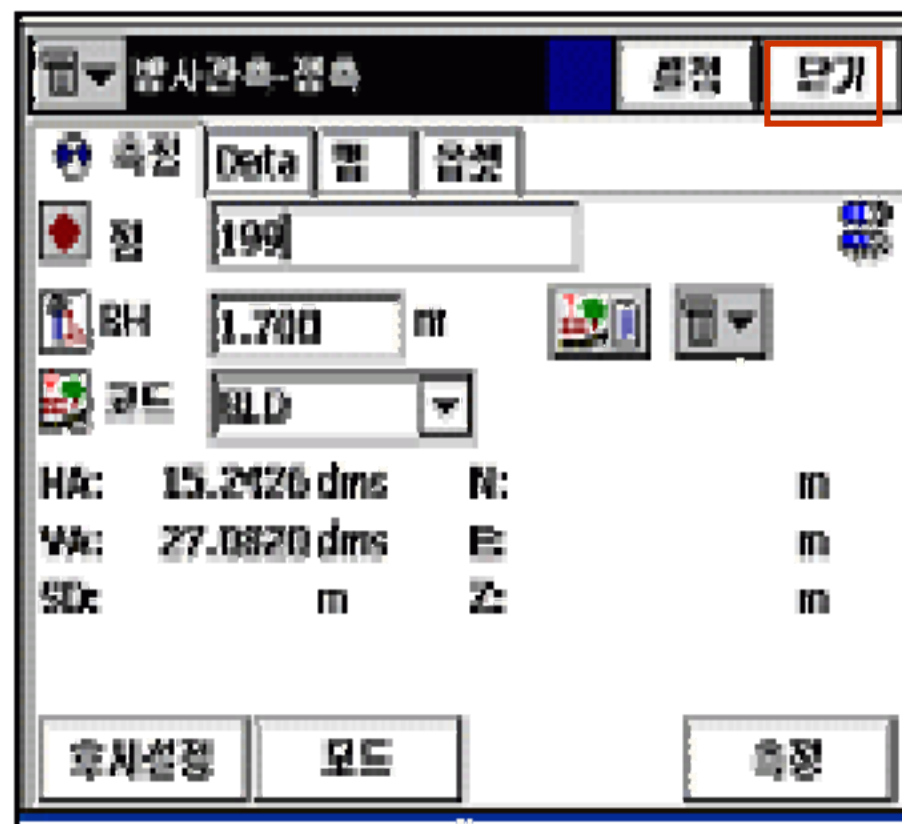 방사관측-점측 설정 닫기
측점 Data 맵 옵셋
점 199
RH 1.700 m
코드 BLD
HA: 15.2426 dms N: m
VA: 27.0820 dms E: m
SD: m Z: m
후시설정 모드 측정